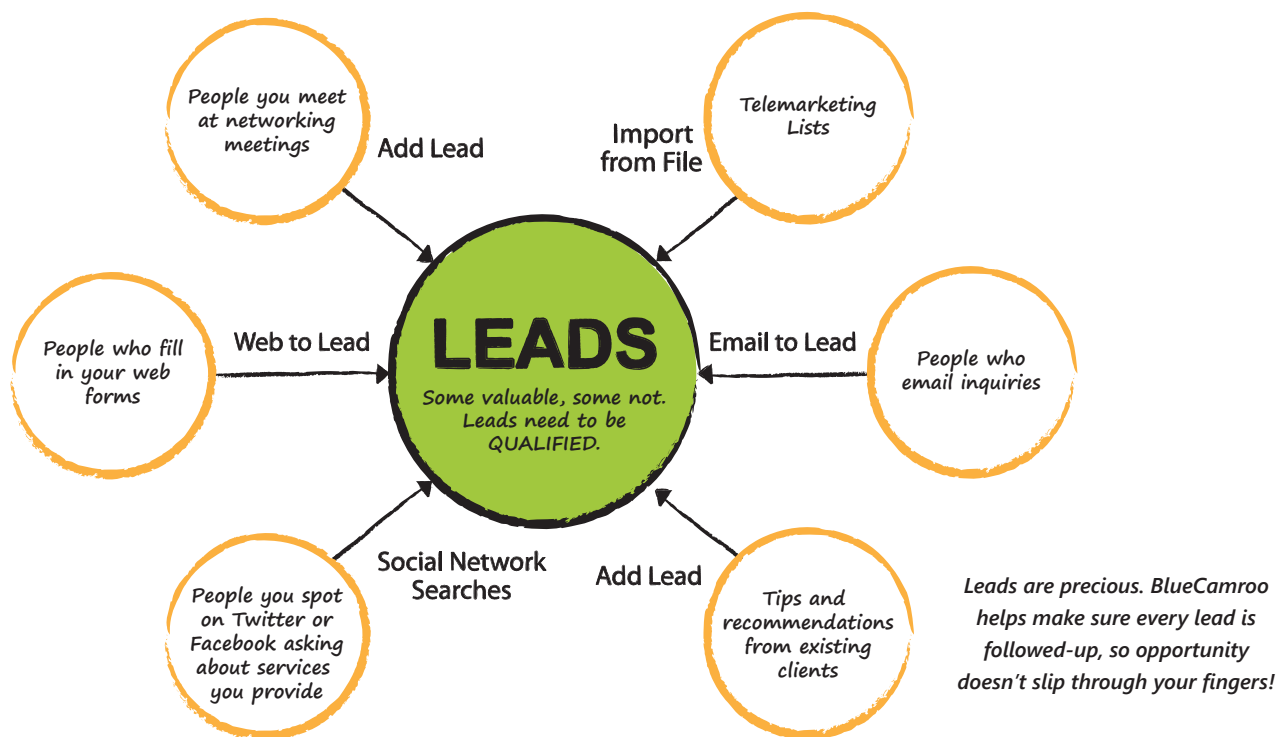 People you meet
at networking
meetings
Add Lead
Import
from File
Telemarketing
Lists
People who fill
in your web
forms
Web to Lead
LEADS
Some valuable, some not.
Leads need to be
QUALIFIED.
Email to Lead
People who
email inquiries
People you spot
on Twitter or
Facebook asking
about services
you provide
Social Network
Searches
Add Lead
Tips and
recommendations
from existing
clients
Leads are precious. BlueCamroo
helps make sure every lead is
followed-up, so opportunity
doesn’t slip through your fingers!